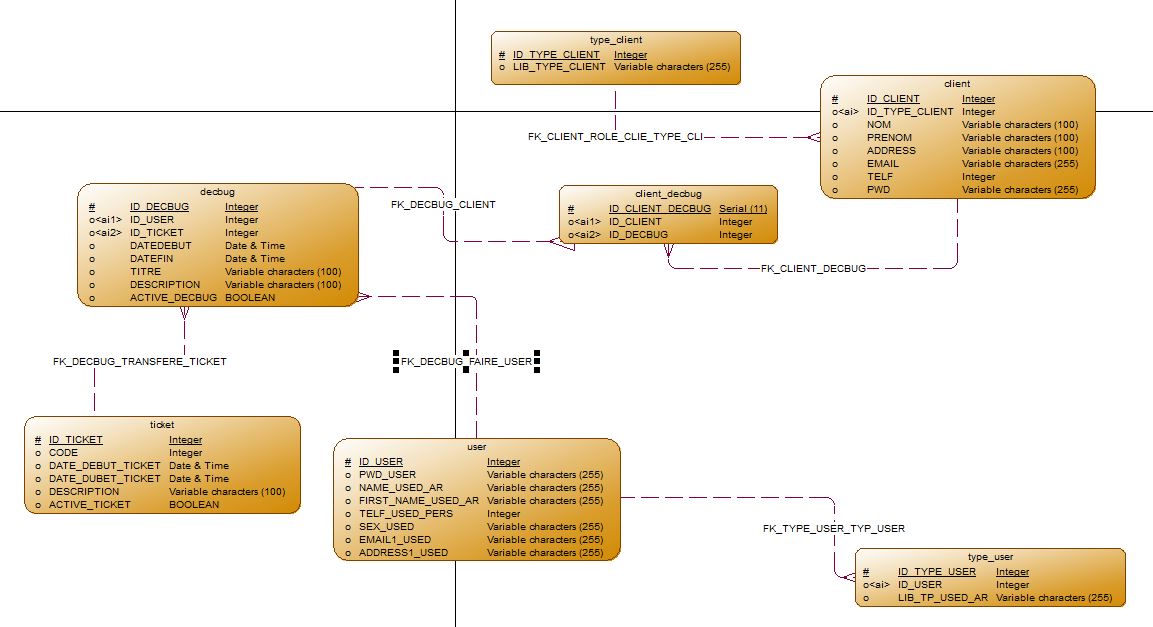 type_client
# ID_TYPE_CLIENT Integer
o LIB_TYPE_CLIENT Variable characters (255)
client
# ID_CLIENT Integer
o<ai> ID_TYPE_CLIENT Integer
o NOM Variable characters (100)
o PRENOM Variable characters (100)
o ADDRESS Variable characters (100)
o EMAIL Variable characters (255)
o TELF Integer
o PWD Variable characters (255)
FK_CLIENT_ROLE_CLIE_TYPE_CLI
decbug
# ID_DECBUG Integer
o<ai1> ID_USER Integer
o<ai2> ID_TICKET Integer
o DATEDEBUT Date & Time
o DATEFIN Date & Time
o TITRE Variable characters (100)
o DESCRIPTION Variable characters (100)
o ACTIVE_DECBUG BOOLEAN
FK_DECBUG_CLIENT
client_decbug
# ID_CLIENT_DECBUG Serial (11)
o<ai1> ID_CLIENT Integer
o<ai2> ID_DECBUG Integer
FK_CLIENT_DECBUG
FK_DECBUG_TRANSFERE_TICKET
FK_DECBUG_FAIRE_USER
ticket
# ID_TICKET Integer
o CODE Integer
o DATE_DEBUT_TICKET Date & Time
o DATE_DUBET_TICKET Date & Time
o DESCRIPTION Variable characters (100)
o ACTIVE_TICKET BOOLEAN
user
# ID_USER Integer
o PWD_USER Variable characters (255)
o NAME_USED_AR Variable characters (255)
o FIRST_NAME_USED_AR Variable characters (255)
o TELF_USED_PERS Integer
o SEX_USED Variable characters (255)
o EMAIL1_USED Variable characters (255)
o ADDRESS1_USED Variable characters (255)
FK_TYPE_USER_TYP_USER
type_user
# ID_TYPE_USER Integer
o<ai> ID_USER Integer
o LIB_TP_USED_AR Variable characters (255)